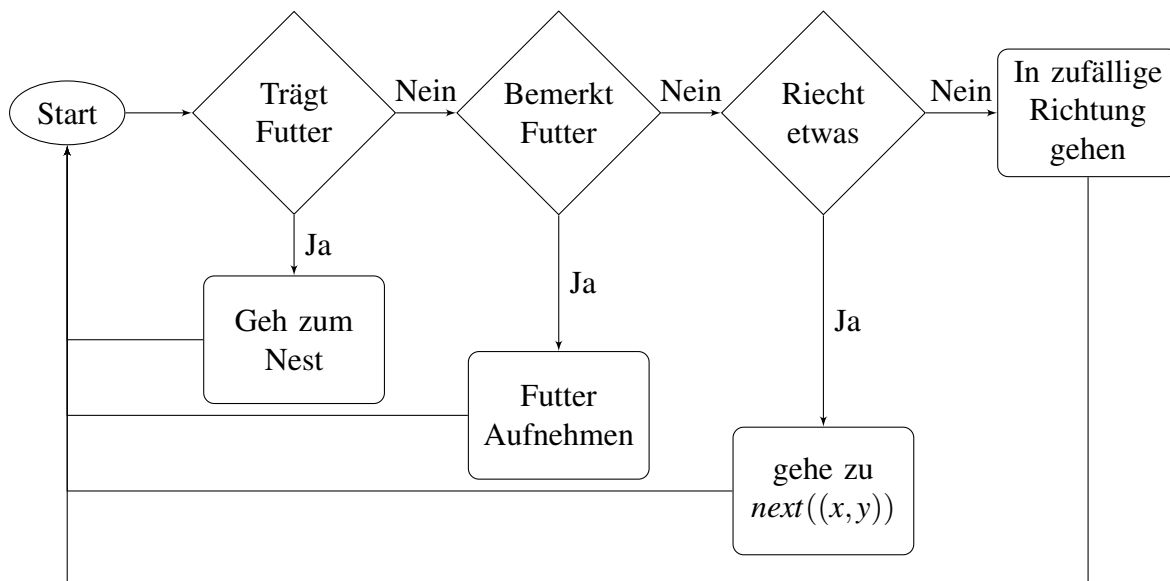 Start
Trägt
Futter
Nein
Bemerkt
Futter
Nein
Riecht
etwas
Nein
In zufällige
Richtung
gehen
Ja
Geh zum
Nest
Ja
Futter
Aufnehmen
Ja
gehe zu
next((x,y))